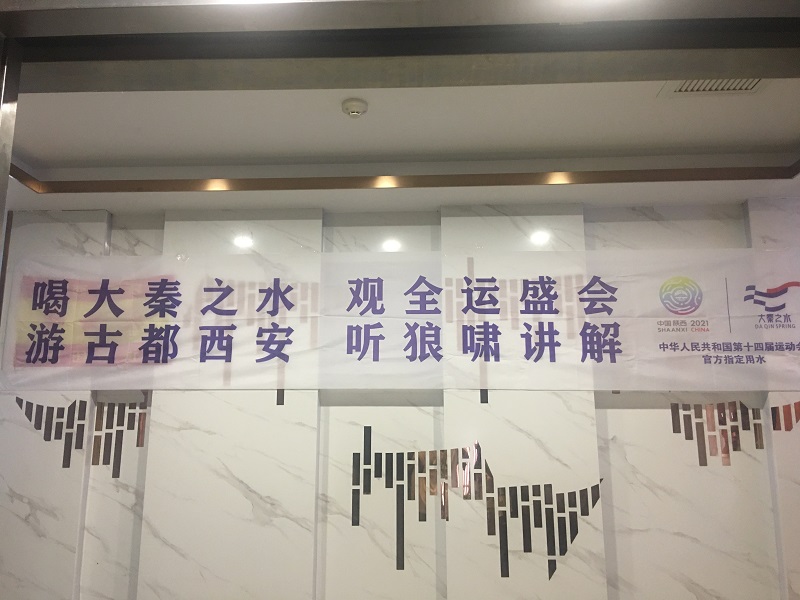 喝大秦之水 观全运盛会
游古都西安 听狼啸讲解
中国陕西·2021
SHAANXI CHINA
大秦之水
DA QIN SPRING
中华人民共和国第十四届运动会
官方指定用水